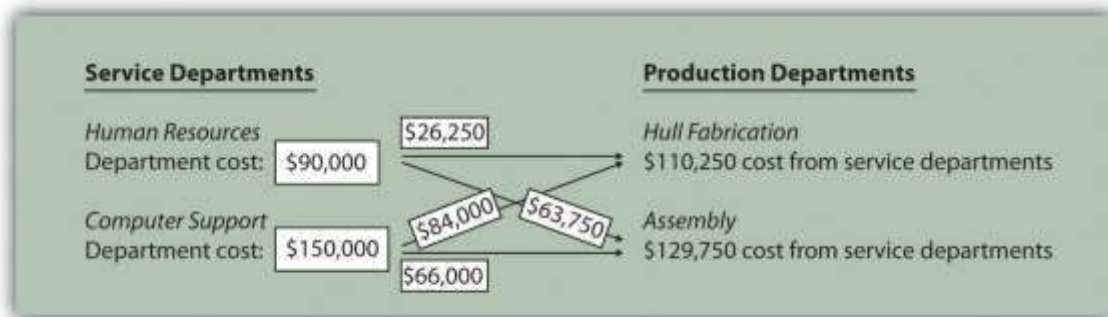 Service Departments
Production Departments
Human Resources
Department cost: $90,000
$26,250
Hull Fabrication
$110,250 cost from service departments
Computer Support
Department cost: $150,000
$84,000
$63,750
$66,000
Assembly
$129,750 cost from service departments